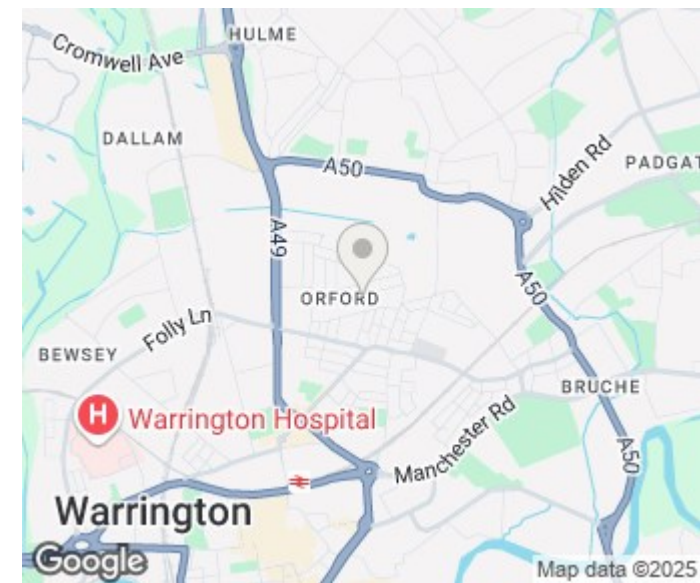 HULME
Cromwell Ave
DALLAM
A50
Hilden Rd
PADGAT
A49
ORFORD
A50
Folly Ln
BEWSEY
BRUCHE
H
Warrington Hospital
Manchester Rd
A50
Warrington
Google
Map data ©2025